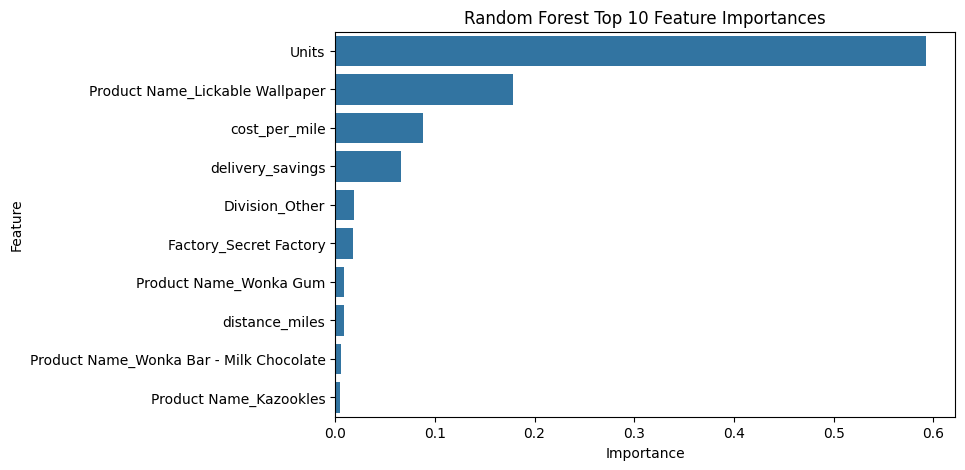 Random Forest Top 10 Feature Importances
Feature
Units
Product Name_Lickable Wallpaper
cost_per_mile
delivery_savings
Division_Other
Factory_Secret Factory
Product Name_Wonka Gum
distance_miles
Product Name_Wonka Bar - Milk Chocolate
Product Name_Kazookles
0.0 0.1 0.2 0.3 0.4 0.5 0.6
Importance